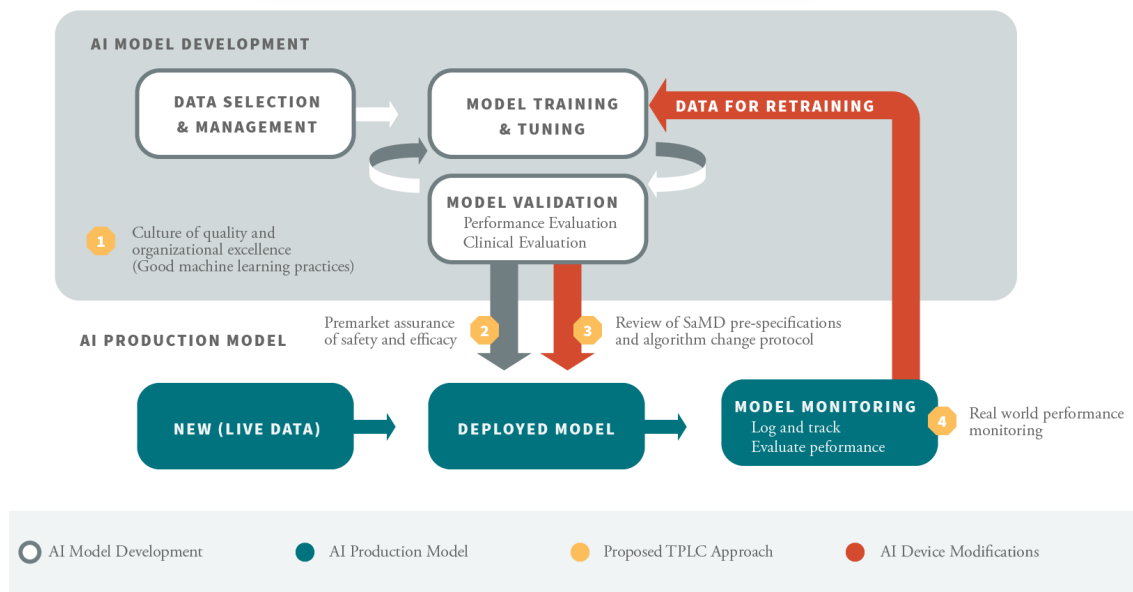 AI MODEL DEVELOPMENT
DATA SELECTION
& MANAGEMENT
MODEL TRAINING
& TUNING
DATA FOR RETRAINING
MODEL VALIDATION
Performance Evaluation
Clinical Evaluation
1
Culture of quality and
organizational excellence
(Good machine learning practices)
Premarket assurance
of safety and efficacy
2
3
Review of SaMD pre-specifications
and algorithm change protocol
AI PRODUCTION MODEL
NEW (LIVE DATA)
DEPLOYED MODEL
MODEL MONITORING
Log and track
Evaluate peformance
4
Real world performance
monitoring
AI Model Development
AI Production Model
Proposed TPLC Approach
AI Device Modifications